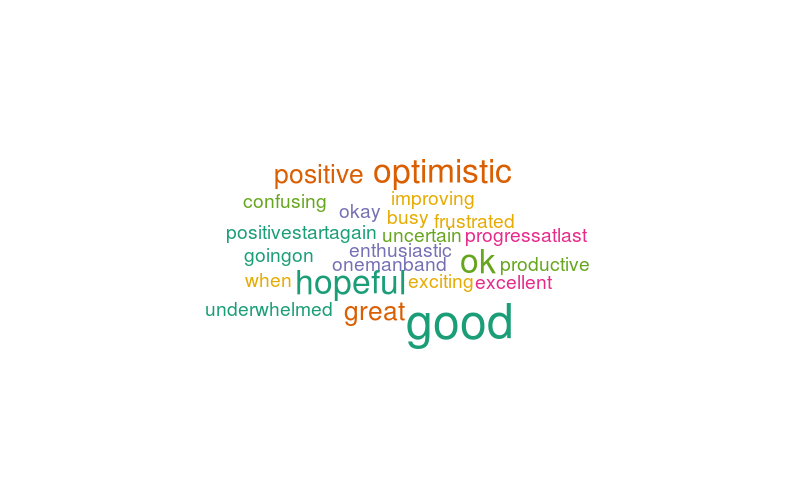 positive optimistic
confusing improving
okay busy frustrated
positivestartagain uncertain progressatlast
goingon enthusiastic
onemanband ok productive
when hopeful exciting excellent
underwhelmed great good